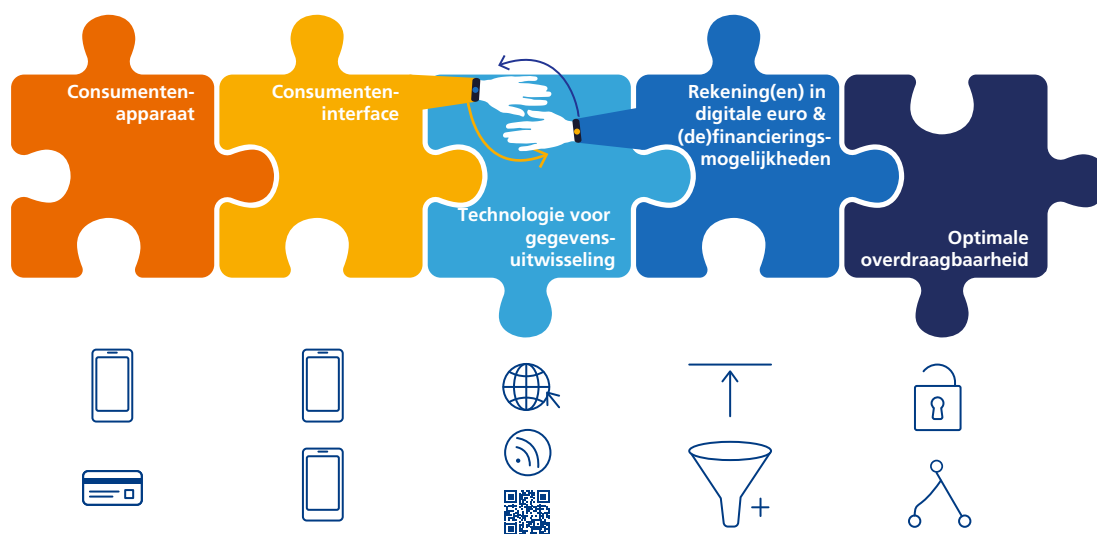 Consumenten-
apparaat
Consumenten-
interface
Technologie voor
gegevens-
uitwisseling
Rekening(en) in
digitale euro &
(de)financierings-
mogelijkheden
Optimale
overdraagbaarheid